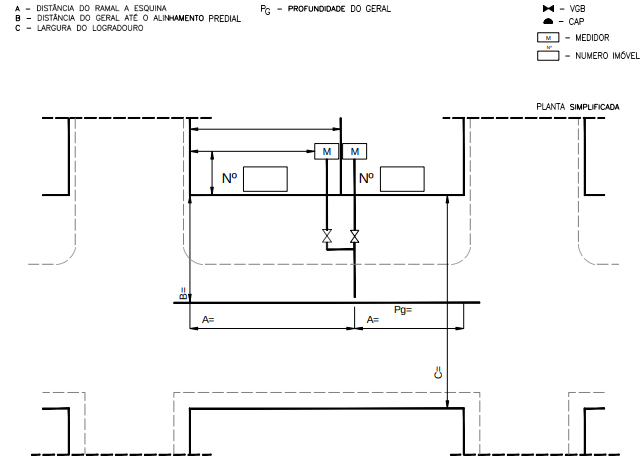 A – DISTÂNCIA DO RAMAL A ESQUINA
B – DISTÂNCIA DO GERAL ATÉ O ALINHAMENTO PREDIAL
C – LARGURA DO LOGRADOURO
PG – PROFUNDIDADE DO GERAL
– VGB
– CAP
M – MEDIDOR
Nº
– NUMERO IMÓVEL
PLANTA SIMPLIFICADA
M M
Nº Nº
B=
A= A= Pg=
C=